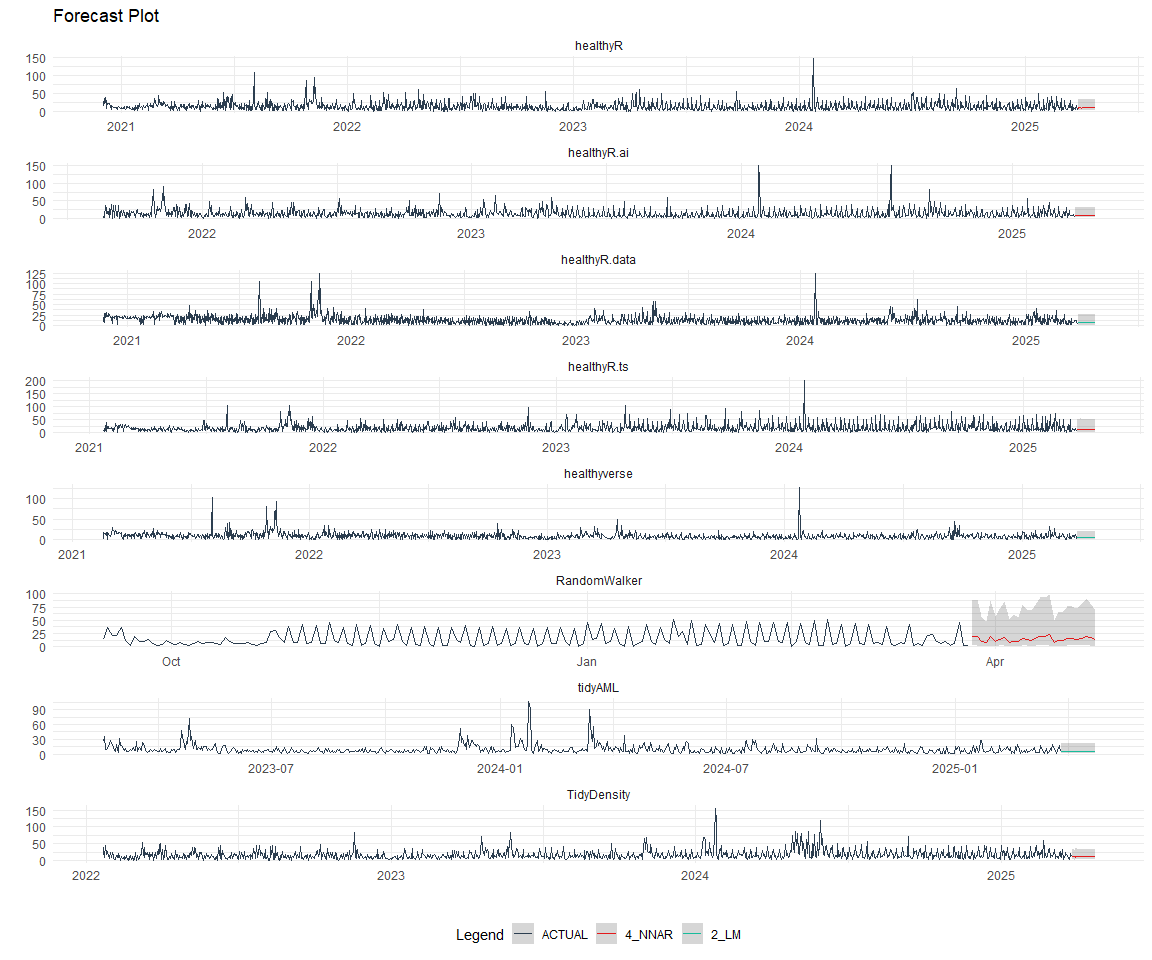 Forecast Plot
healthyR
150
100
50
0
2021 2022 2023 2024 2025
healthyR.ai
150
100
50
0
2022 2023 2024 2025
healthyR.data
125
100
75
50
25
0
2021 2022 2023 2024 2025
healthyR.ts
200
150
100
50
0
2021 2022 2023 2024 2025
healthyverse
100
50
0
2021 2022 2023 2024 2025
RandomWalker
100
75
50
25
0
Oct Jan Apr
tidyAML
90
60
30
0
2023-07 2024-01 2024-07 2025-01
TidyDensity
150
100
50
0
2022 2023 2024 2025
Legend ACTUAL 4_NNAR 2_LM